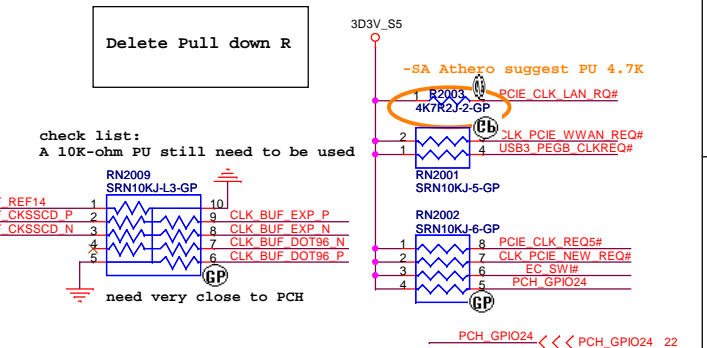 Delete Pull down R
3D3V_S5
-SA Athero suggest PU 4.7K
1 R2003 PCIE_CLK_LAN_RQ#
4K7R2J-2-GP
check list:
A 10K-ohm PU still need to be used
2 3 CLK_PCIE_WWAN_REQ#
1 4 USB3_PEGB_CLKREQ#
RN2001
SRN10KJ-5-GP
RN2009
SRN10KJ-L3-GP
_REF14 1 10
_CKSSCD_P 2 9 CLK_BUF_EXP_P
_CKSSCD_N 3 8 CLK_BUF_EXP_N
4 7 CLK_BUF_DOT96_N
5 6 CLK_BUF_DOT96_P
GP
need very close to PCH
RN2002
SRN10KJ-6-GP
1 8 PCIE_CLK_REQ5#
2 7 CLK_PCIE_NEW_REQ#
3 6 EC_SWI#
4 5 PCH_GPIO24
GP
PCH_GPIO24 PCH_GPIO24 22